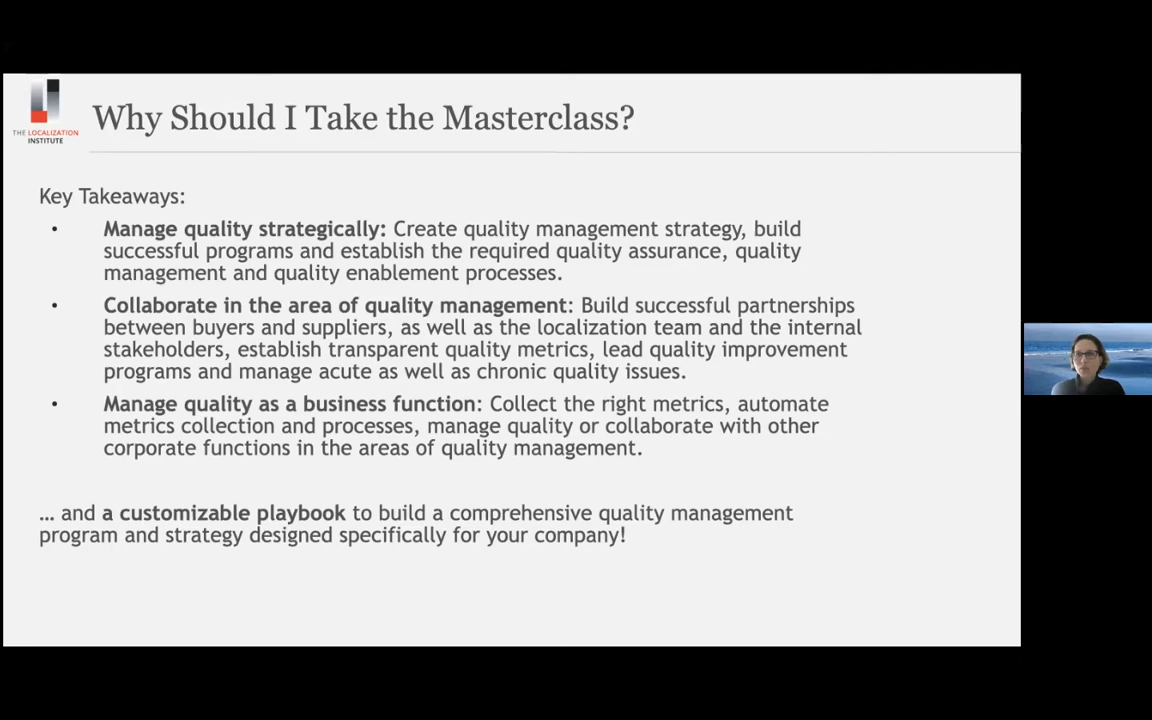 THE LOCALIZATION
INSTITUTE
Why Should I Take the Masterclass?
Key Takeaways:
• Manage quality strategically: Create quality management strategy, build
successful programs and establish the required quality assurance, quality
management and quality enablement processes.
• Collaborate in the area of quality management: Build successful partnerships
between buyers and suppliers, as well as the localization team and the internal
stakeholders, establish transparent quality metrics, lead quality improvement
programs and manage acute as well as chronic quality issues.
• Manage quality as a business function: Collect the right metrics, automate
metrics collection and processes, manage quality or collaborate with other
corporate functions in the areas of quality management.
… and a customizable playbook to build a comprehensive quality management
program and strategy designed specifically for your company!